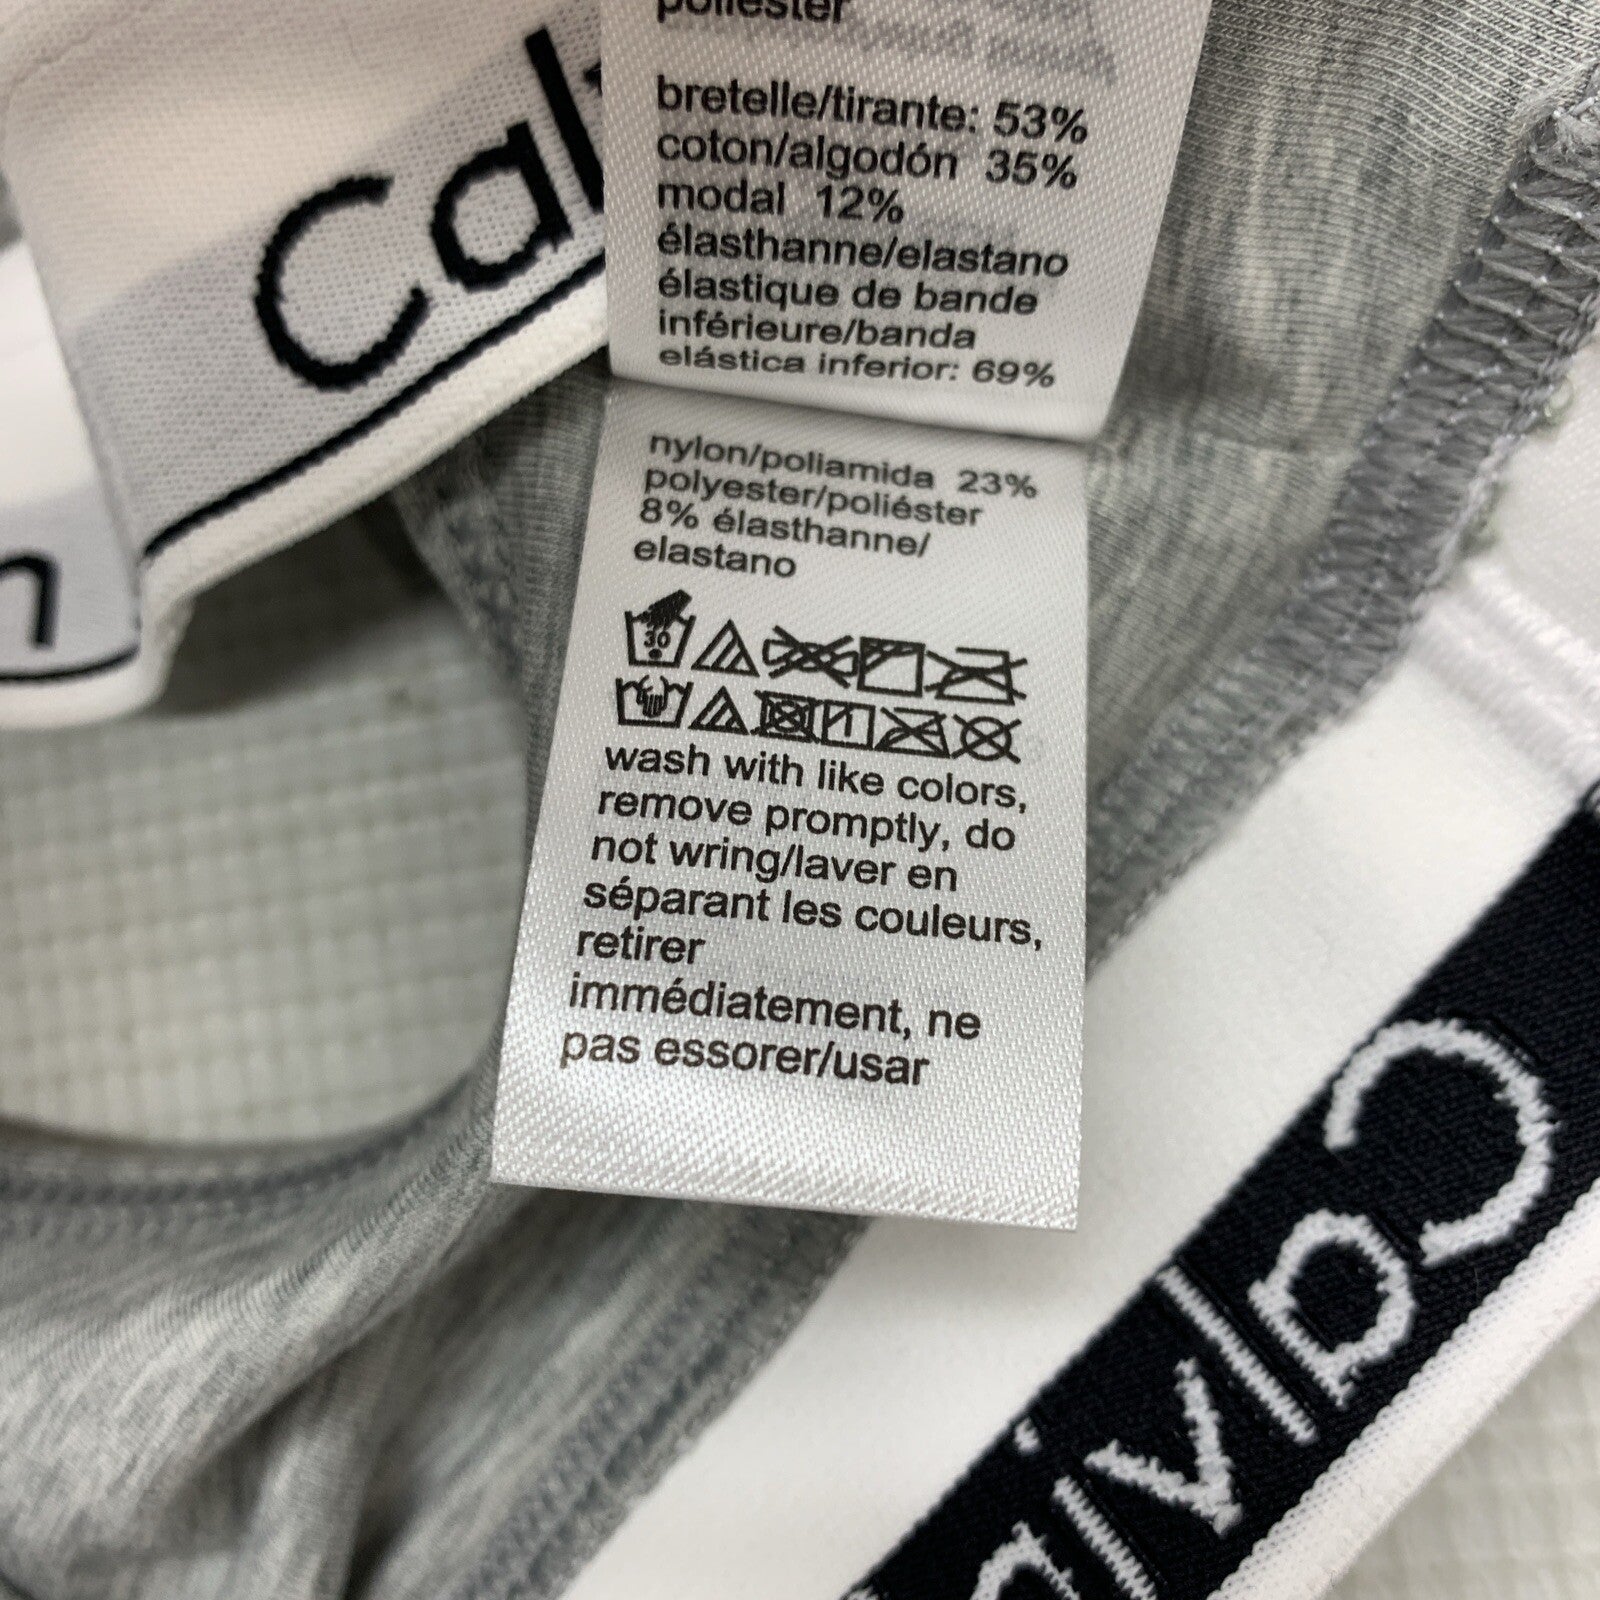 poliéster
bretelle/tirante: 53%
coton/algodón 35%
modal 12%
élasthanne/elastano
élastique de bande
inférieure/banda
elástica inferior: 69%
nylon/poliamida 23%
polyester/poliéster
8% élasthanne/
elastano
30
wash with like colors,
remove promptly, do
not wring/laver en
séparant les couleurs,
retirer
immédiatement, ne
pas essorer/usar
Cal
n
Calvin